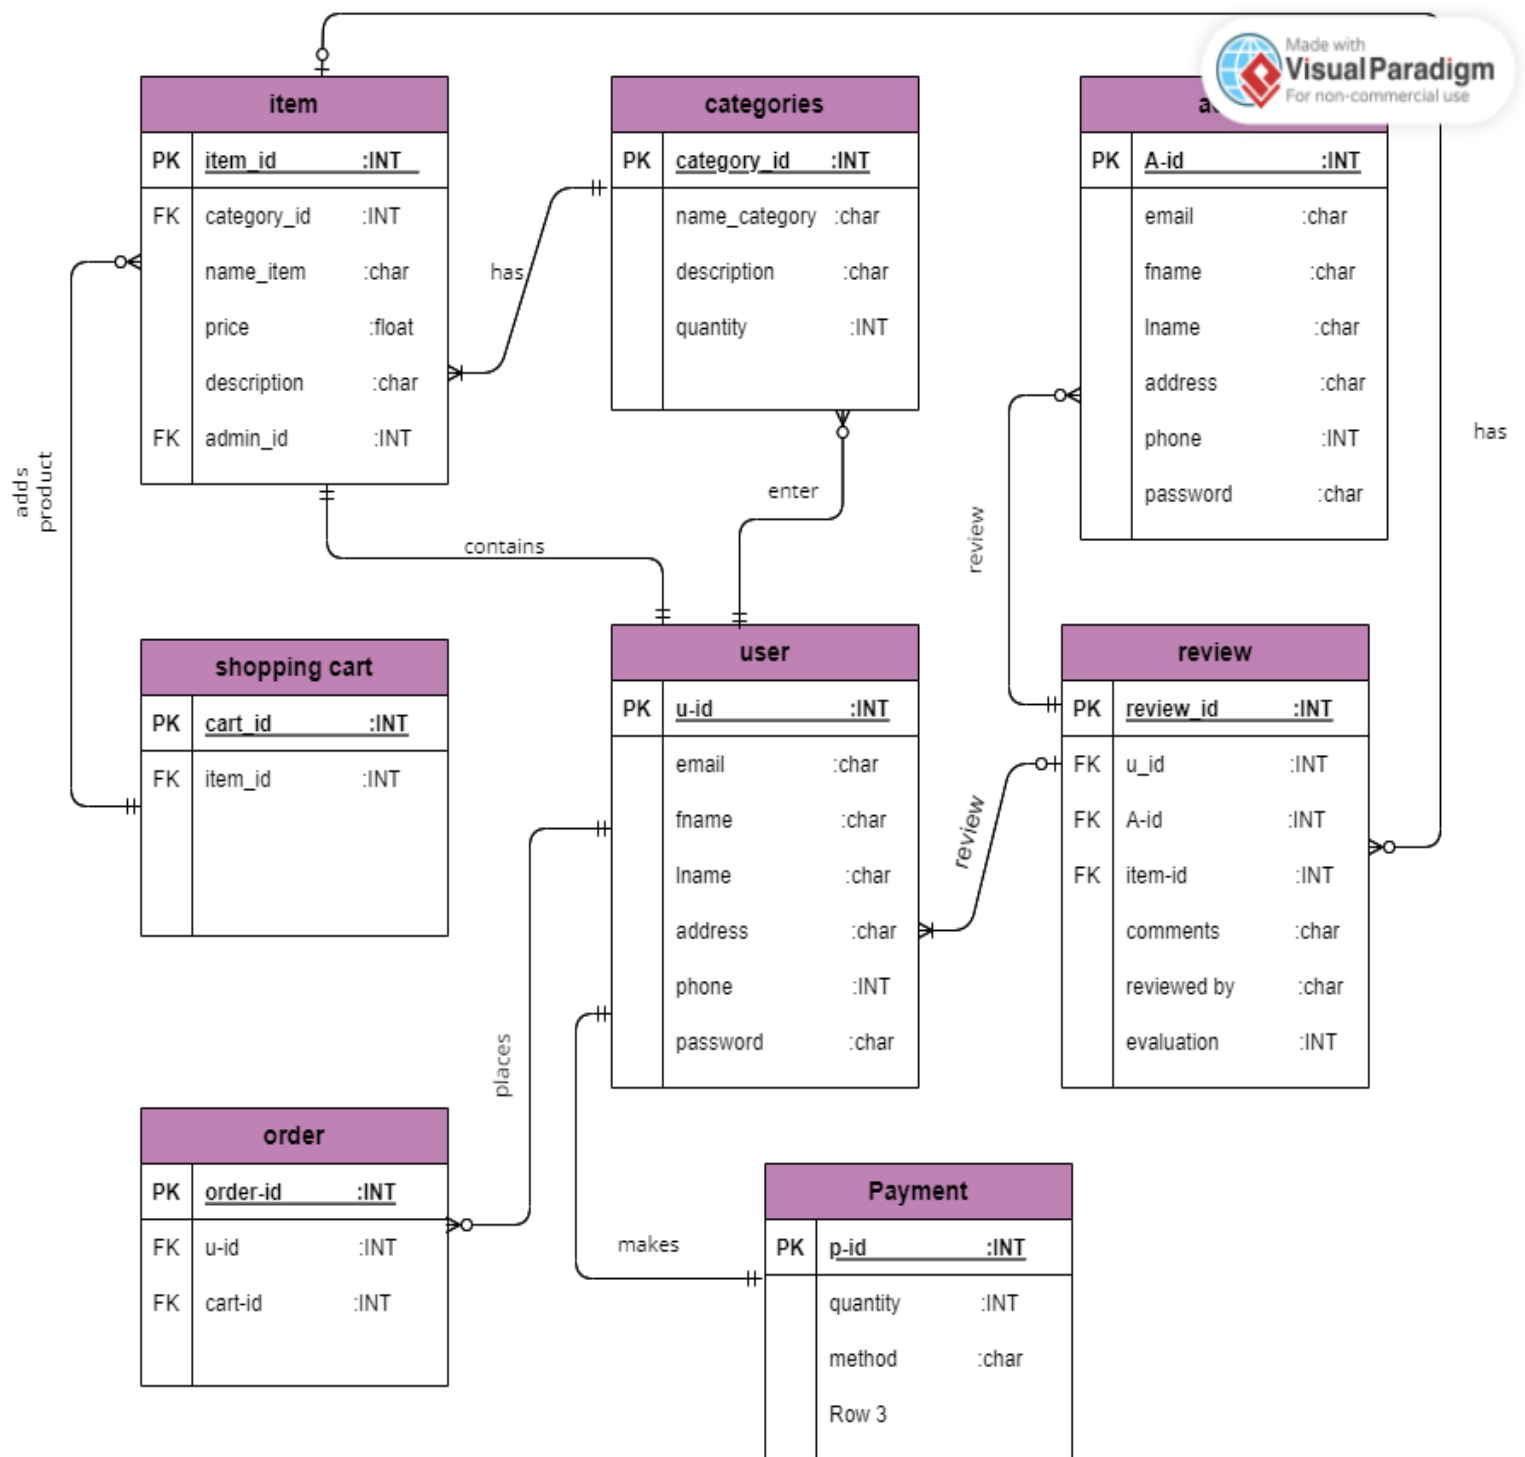 Made with
Visual Paradigm
For non-commercial use
item
PK item_id :INT
FK category_id :INT
name_item :char
price :float
description :char
FK admin_id :INT
categories
PK category_id :INT
name_category :char
description :char
quantity :INT
PK A-id :INT
email :char
fname :char
lname :char
address :char
phone :INT
password :char
has
has
adds
product
enter
contains
review
shopping cart
PK cart_id :INT
FK item_id :INT
user
PK u-id :INT
email :char
fname :char
lname :char
address :char
phone :INT
password :char
review
review
PK review_id :INT
FK u_id :INT
FK A-id :INT
FK item-id :INT
comments :char
reviewed by :char
evaluation :INT
places
order
PK order-id :INT
FK u-id :INT
FK cart-id :INT
makes
Payment
PK p-id :INT
quantity :INT
method :char
Row 3